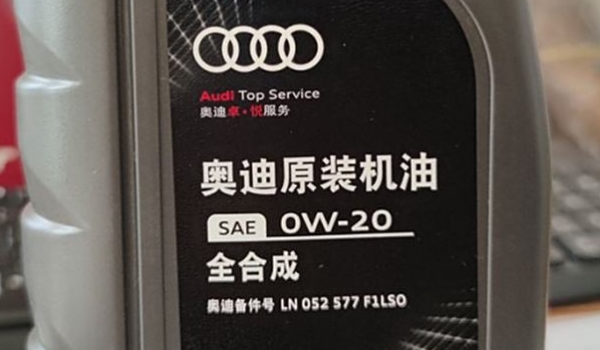 Audi Top Service
奥迪卓·悦服务
奥迪原装机油
SAE 0W-20
全合成
奥迪备件号 LN 052 577 F1LSO